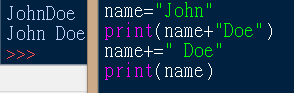 JohnDoe
John Doe
>>>
name="John"
print(name+"Doe")
name+=" Doe"
print(name)